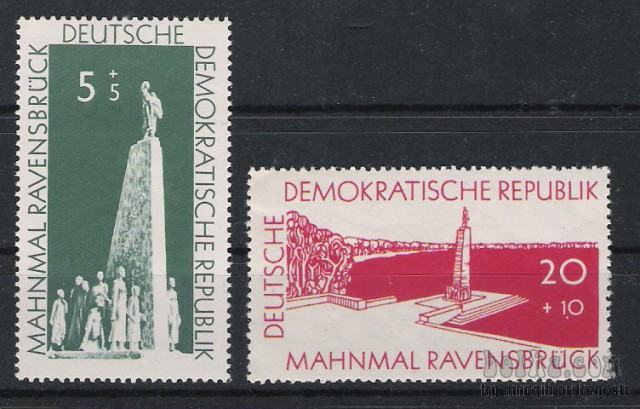 MAHNMAL RAVENSBRÜCK
DEUTSCHE
DEMOKRATISCHE REPUBLIK
5 + 5
DEUTSCHE
DEMOKRATISCHE REPUBLIK
20
+ 10
MAHNMAL RAVENSBRÜCK